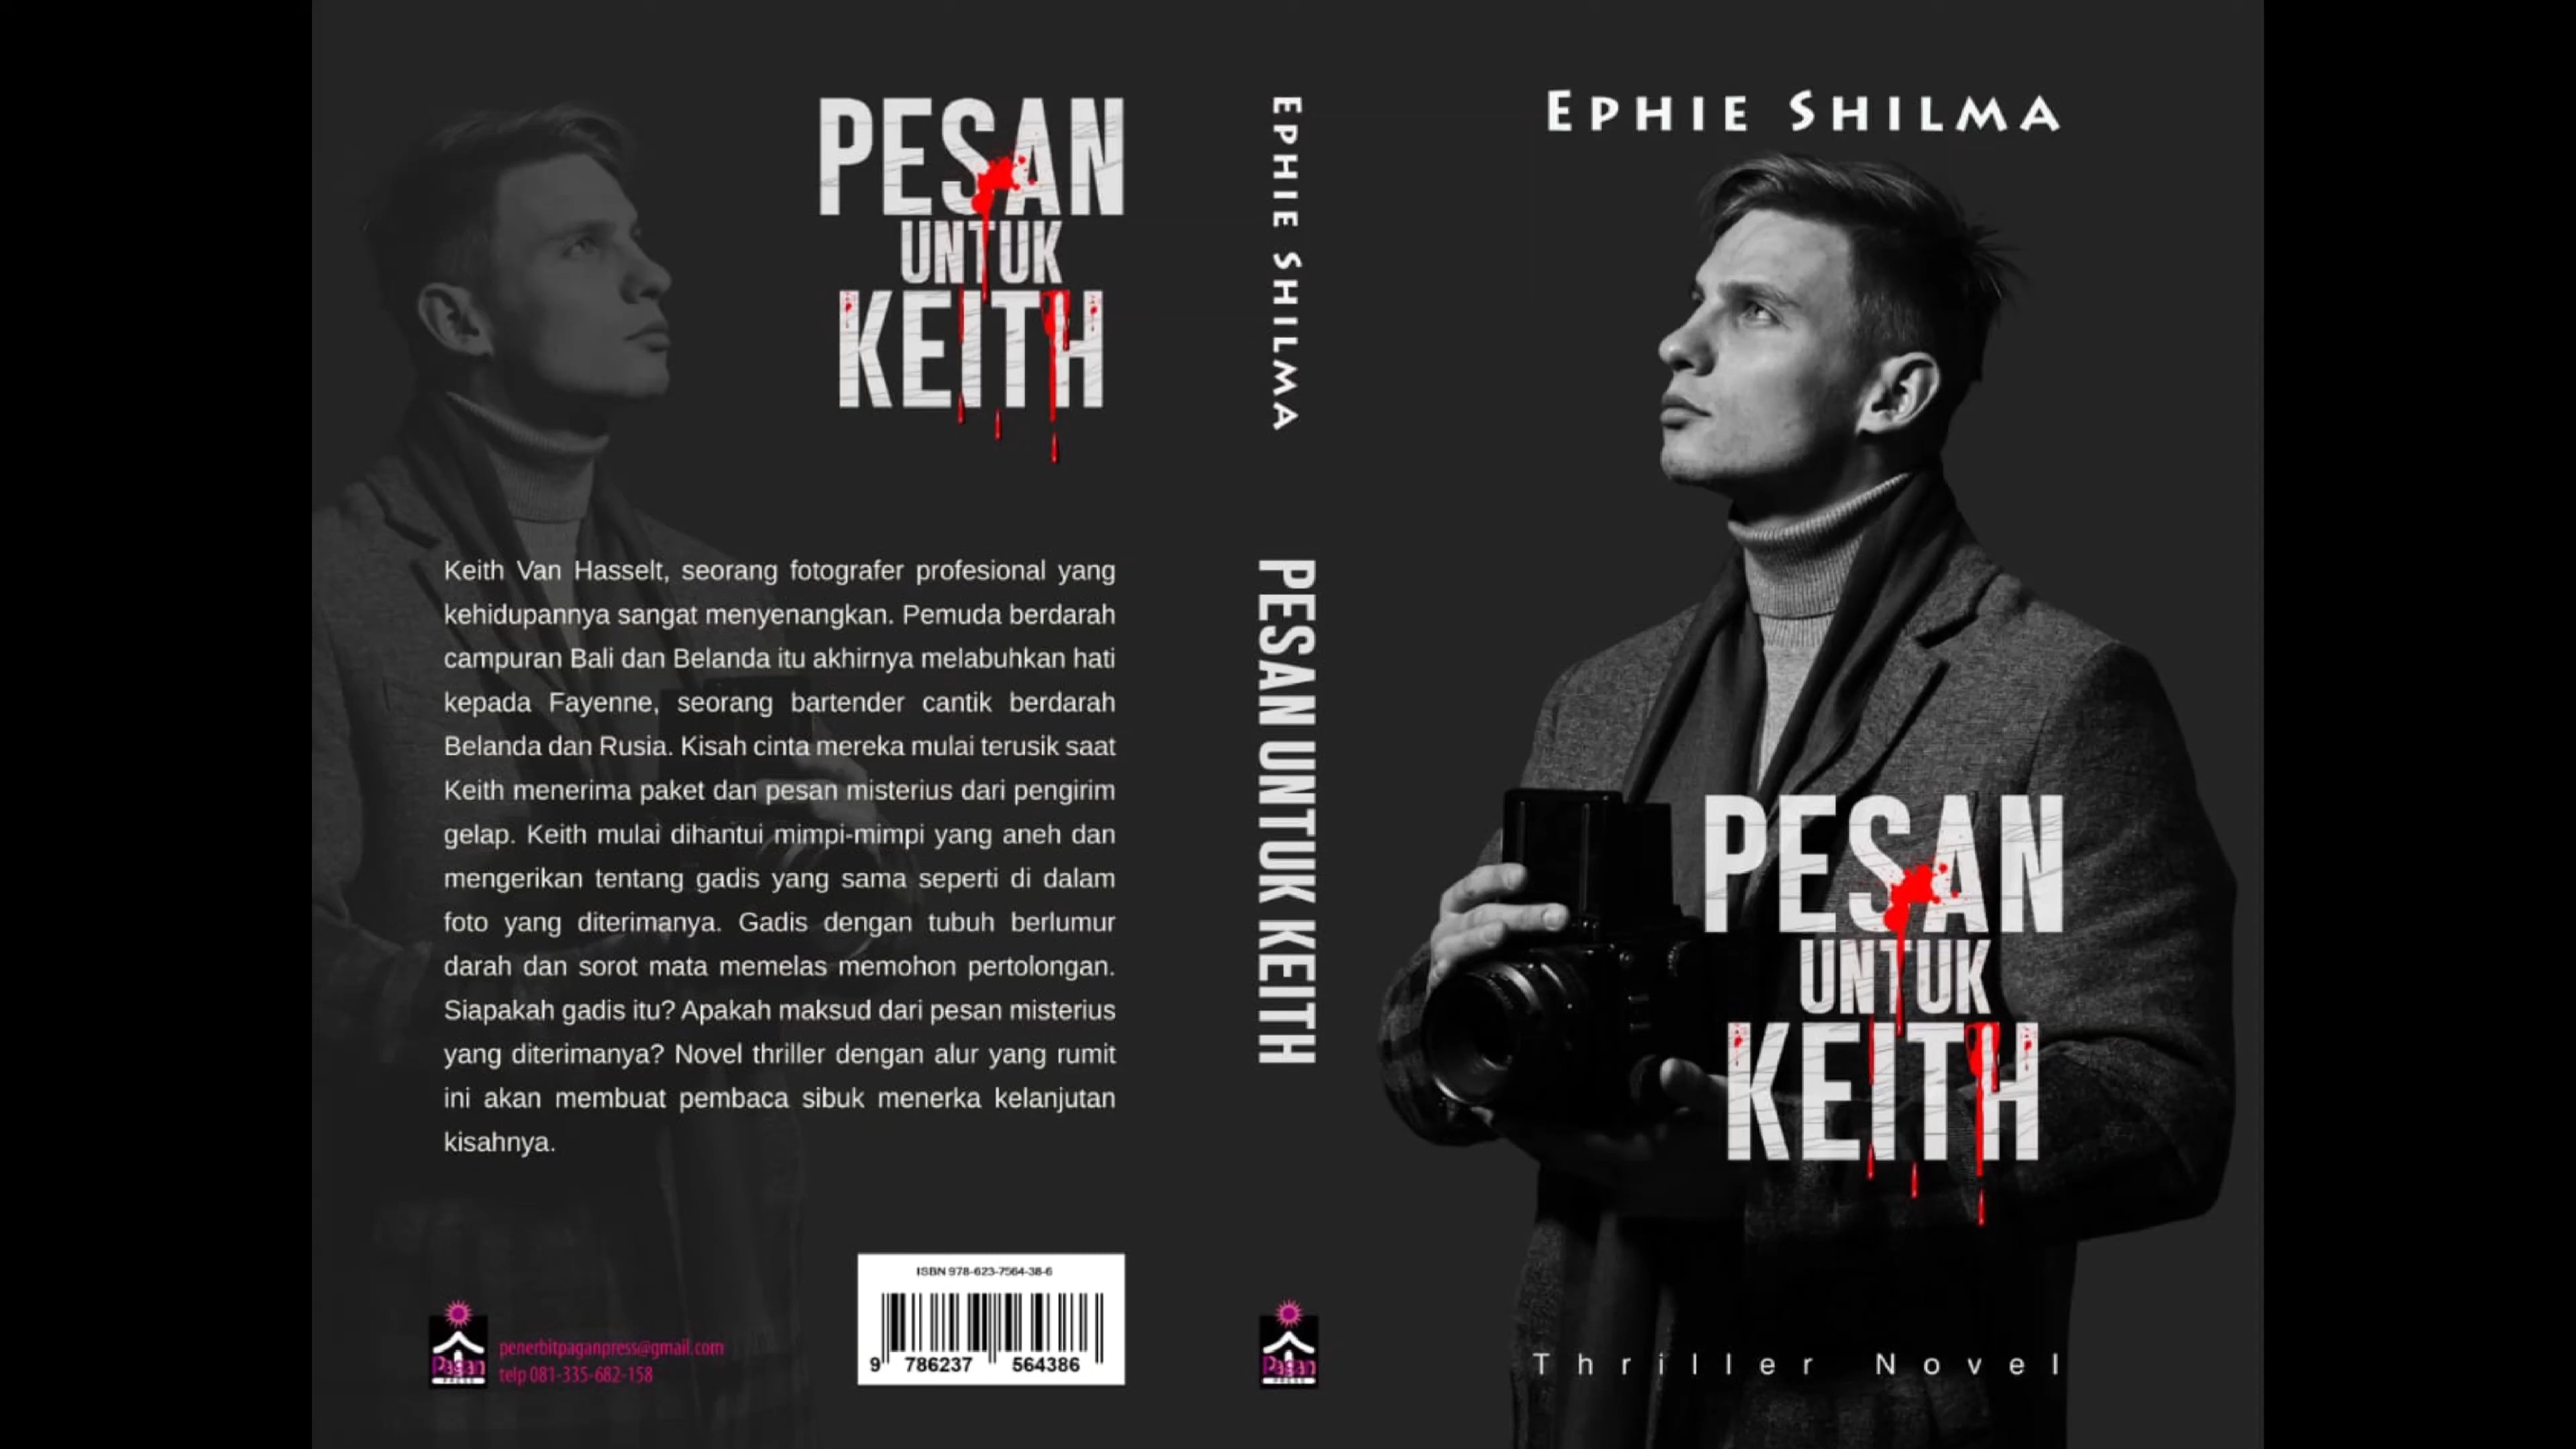 PESAN
UNTUK
KEITH
Keith Van Hasselt, seorang fotografer profesional yang
kehidupannya sangat menyenangkan. Pemuda berdarah
campuran Bali dan Belanda itu akhirnya melabuhkan hati
kepada Fayenne, seorang bartender cantik berdarah
Belanda dan Rusia. Kisah cinta mereka mulai terusik saat
Keith menerima paket dan pesan misterius dari pengirim
gelap. Keith mulai dihantui mimpi-mimpi yang aneh dan
mengerikan tentang gadis yang sama seperti di dalam
foto yang diterimanya. Gadis dengan tubuh berlumur
darah dan sorot mata memelas memohon pertolongan.
Siapakah gadis itu? Apakah maksud dari pesan misterius
yang diterimanya? Novel thriller dengan alur yang rumit
ini akan membuat pembaca sibuk menerka kelanjutan
kisahnya.
Pagan
PRESS
penerbitpaganpress@gmail.com
telp 081-335-682-158
ISBN 978-623-7564-38-6
9 786237 564386
EPHIE SHILMA
PESAN UNTUK KEITH
Pagan
PRESS
EPHIE SHILMA
PESAN
UNTUK
KEITH
Thriller Novel